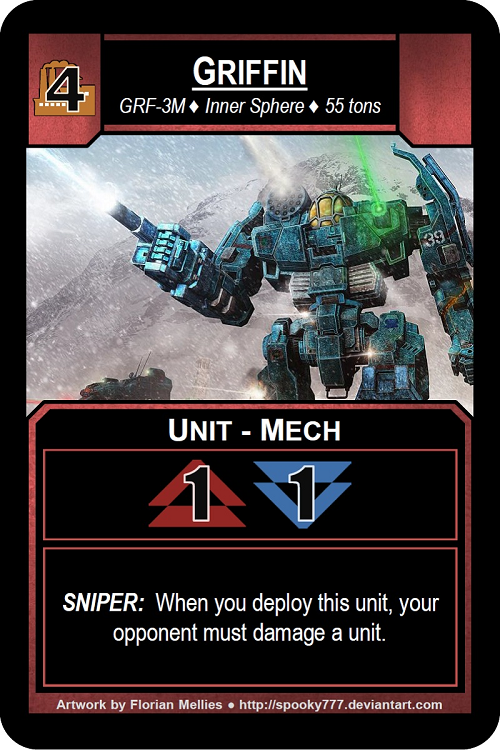 4
GRIFFIN
GRF-3M ♦ Inner Sphere ♦ 55 tons
39
UNIT - MECH
1 1
SNIPER: When you deploy this unit, your
opponent must damage a unit.
Artwork by Florian Mellies ● http://spooky777.deviantart.com